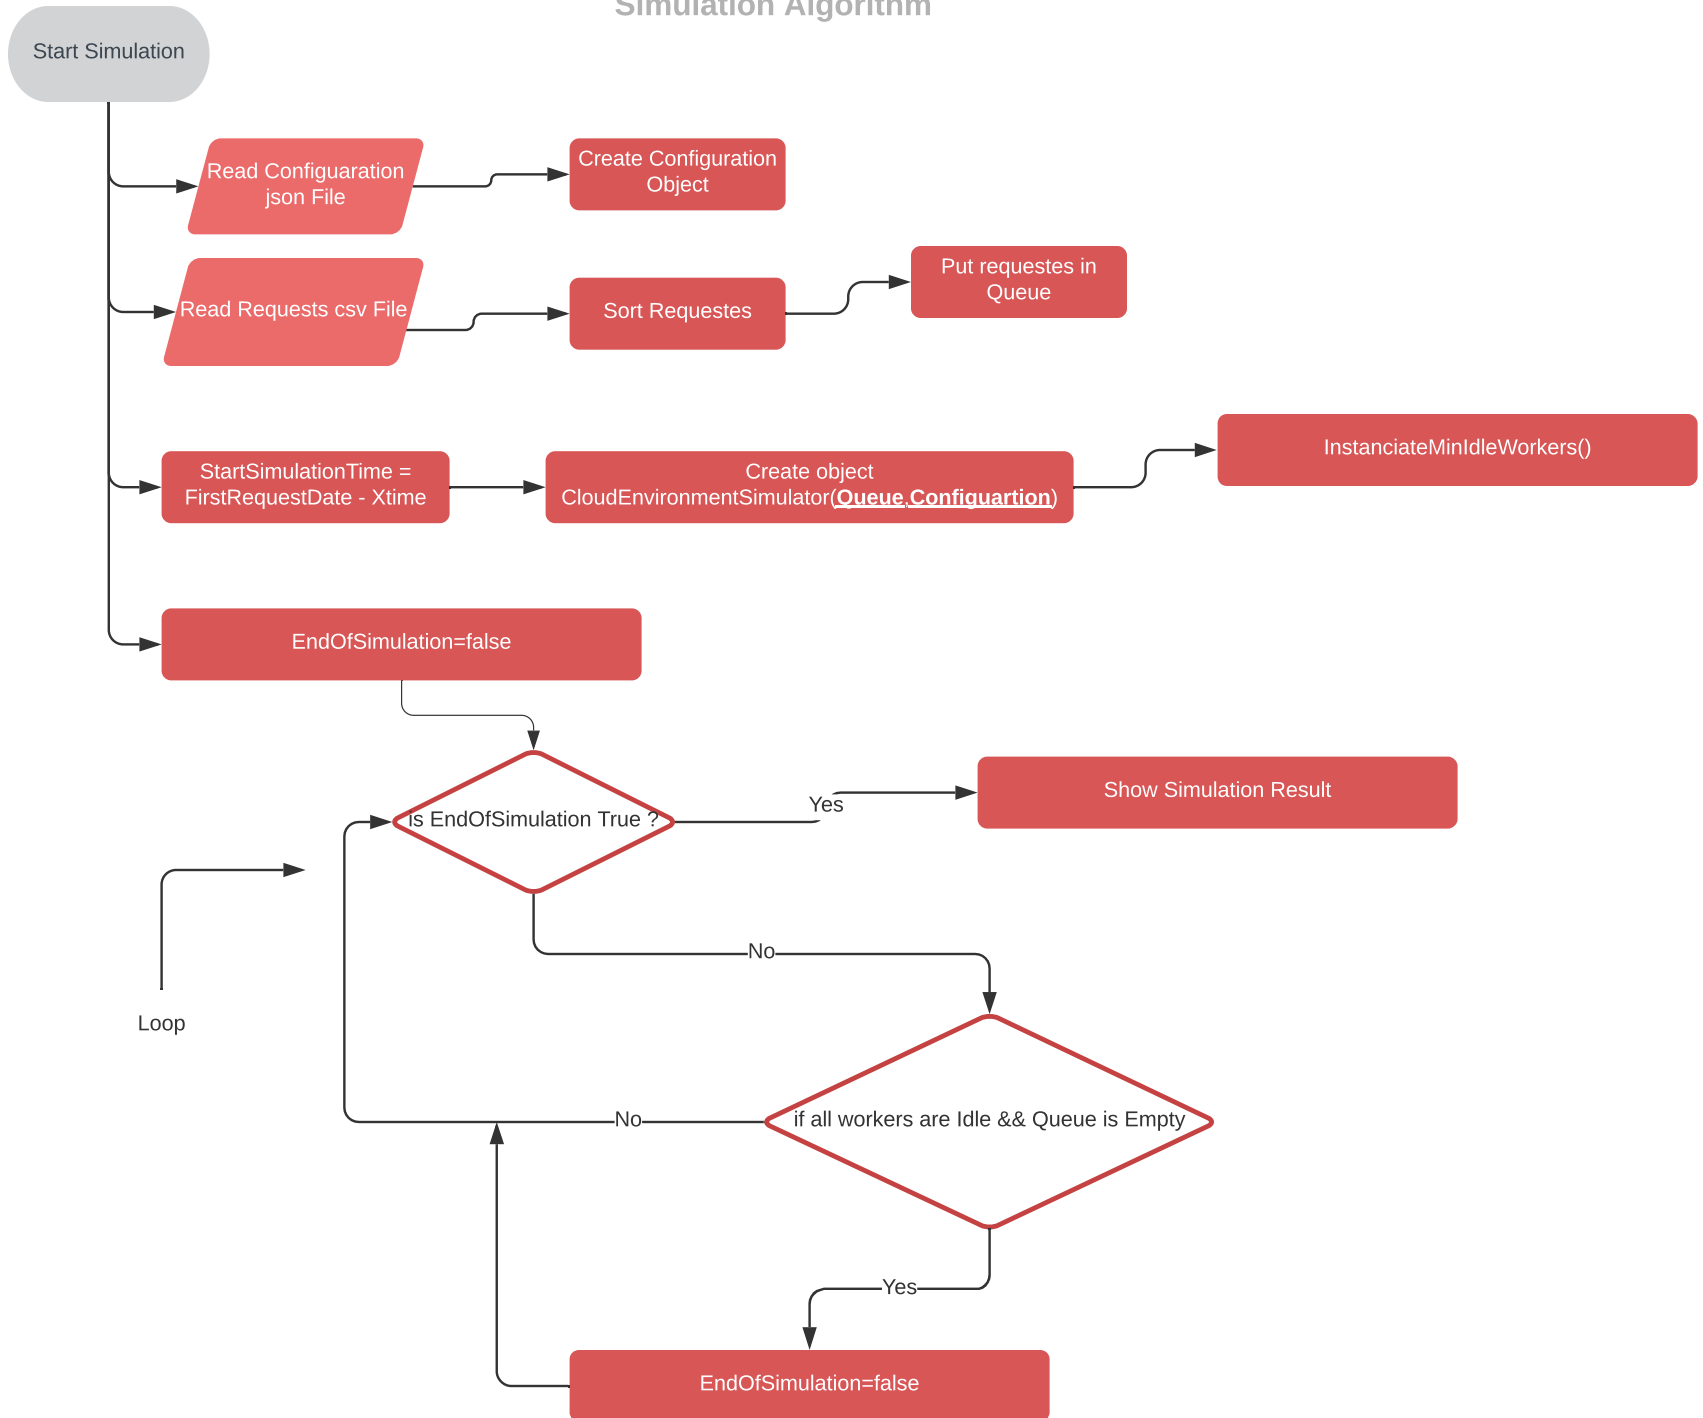 Simulation Algorithm
Start Simulation
Read Configuaration
json File
Create Configuration
Object
Read Requests csv File
Sort Requestes
Put requestes in
Queue
StartSimulationTime =
FirstRequestDate - Xtime
Create object
CloudEnvironmentSimulator(Queue,Configuartion)
InstanciateMinIdleWorkers()
EndOfSimulation=false
is EndOfSimulation True ?
Yes
Show Simulation Result
No
Loop
if all workers are Idle && Queue is Empty
No
Yes
EndOfSimulation=false